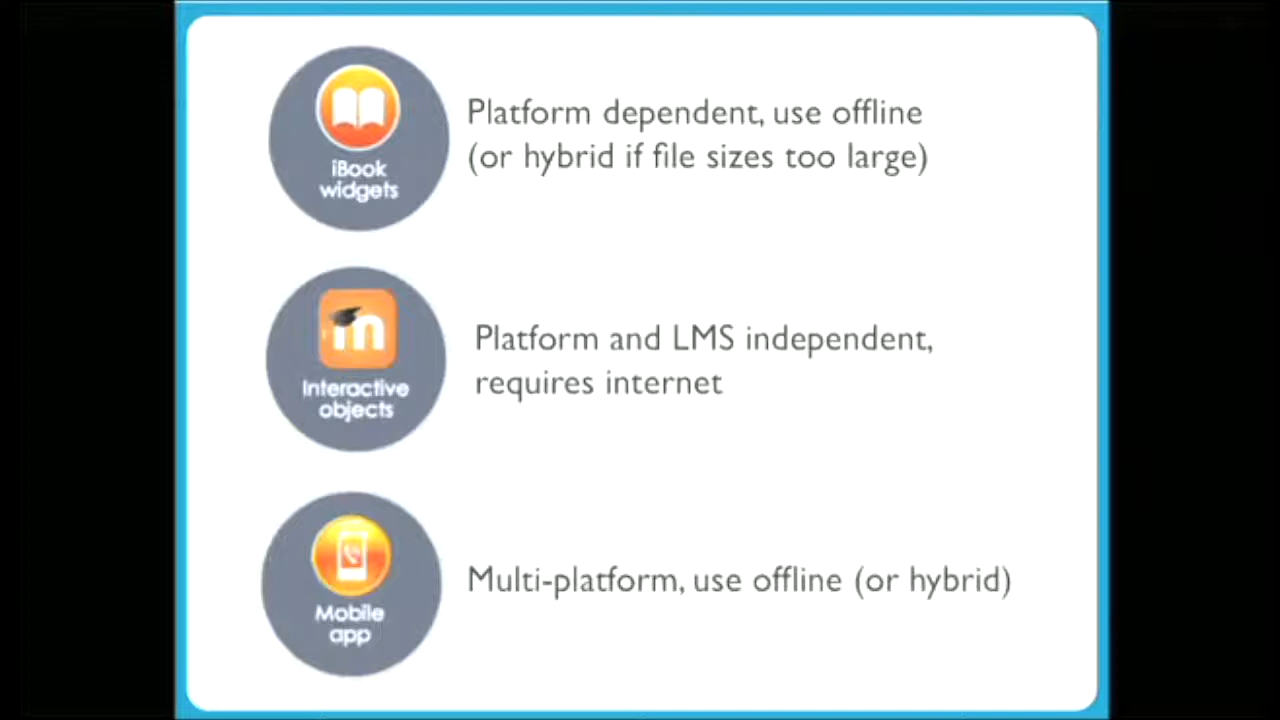 iBook
widgets
Platform dependent, use offline
(or hybrid if file sizes too large)
m
Interactive
objects
Platform and LMS independent,
requires internet
Mobile
app
Multi-platform, use offline (or hybrid)